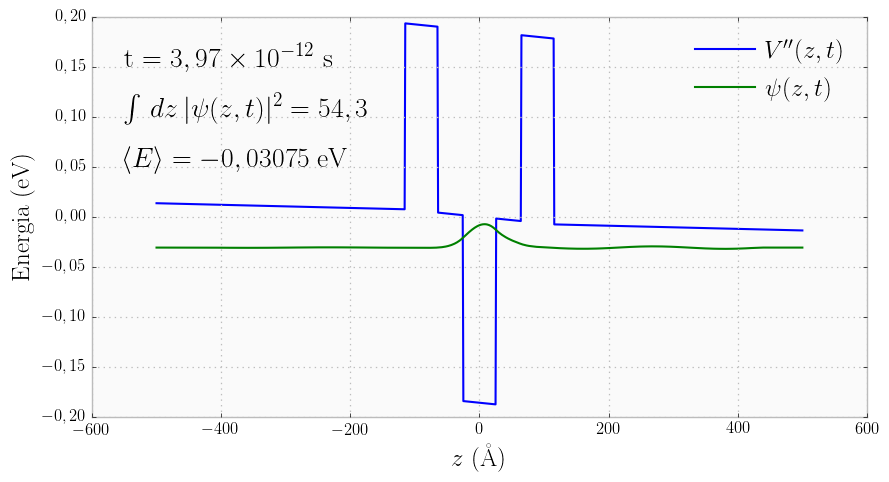 t = 3,97 × 10⁻¹² s
∫ dz |ψ(z, t)|² = 54,3
⟨E⟩ = −0,03075 eV
V′′(z, t)
ψ(z, t)
Energia (eV)
0,20
0,15
0,10
0,05
0,00
−0,05
−0,10
−0,15
−0,20
−600 −400 −200 0 200 400 600
z (Å)